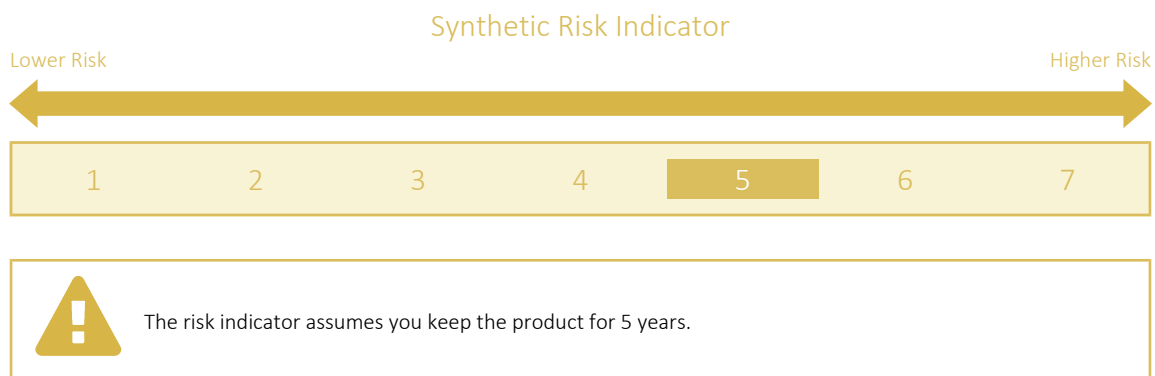 Synthetic Risk Indicator
Lower Risk
Higher Risk
1 2 3 4 5 6 7
The risk indicator assumes you keep the product for 5 years.